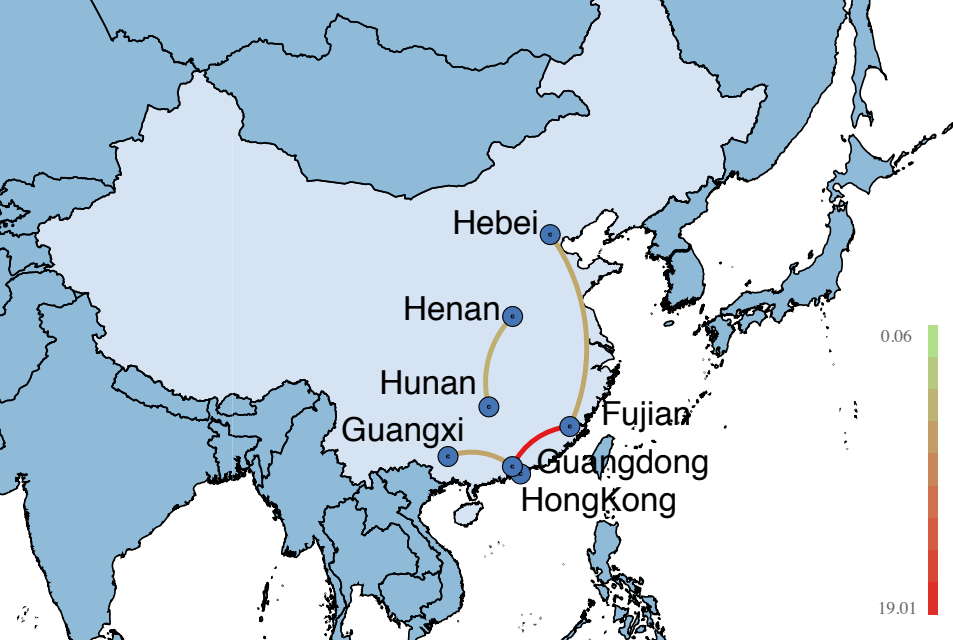 Hebei
Henan
0.06
Hunan
Fujian
Guangxi
Guangdong
HongKong
19.01